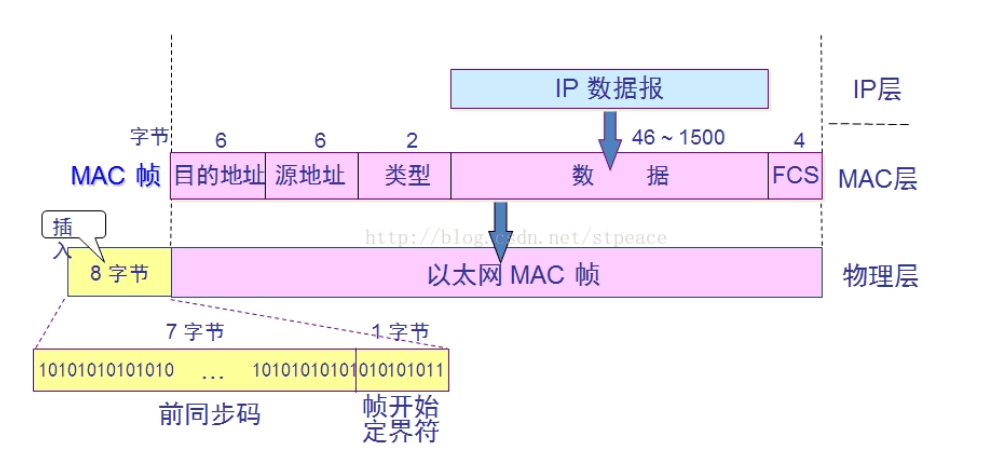 IP 数据报
IP层
字节 6 6 2 46 ~ 1500 4
MAC 帧 目的地址 源地址 类型 数 据 FCS MAC层
http://blog.csdn.net/stpeace
插入
8 字节 以太网 MAC 帧 物理层
7 字节 1 字节
10101010101010 ... 10101010101010101011
前同步码 帧开始
定界符